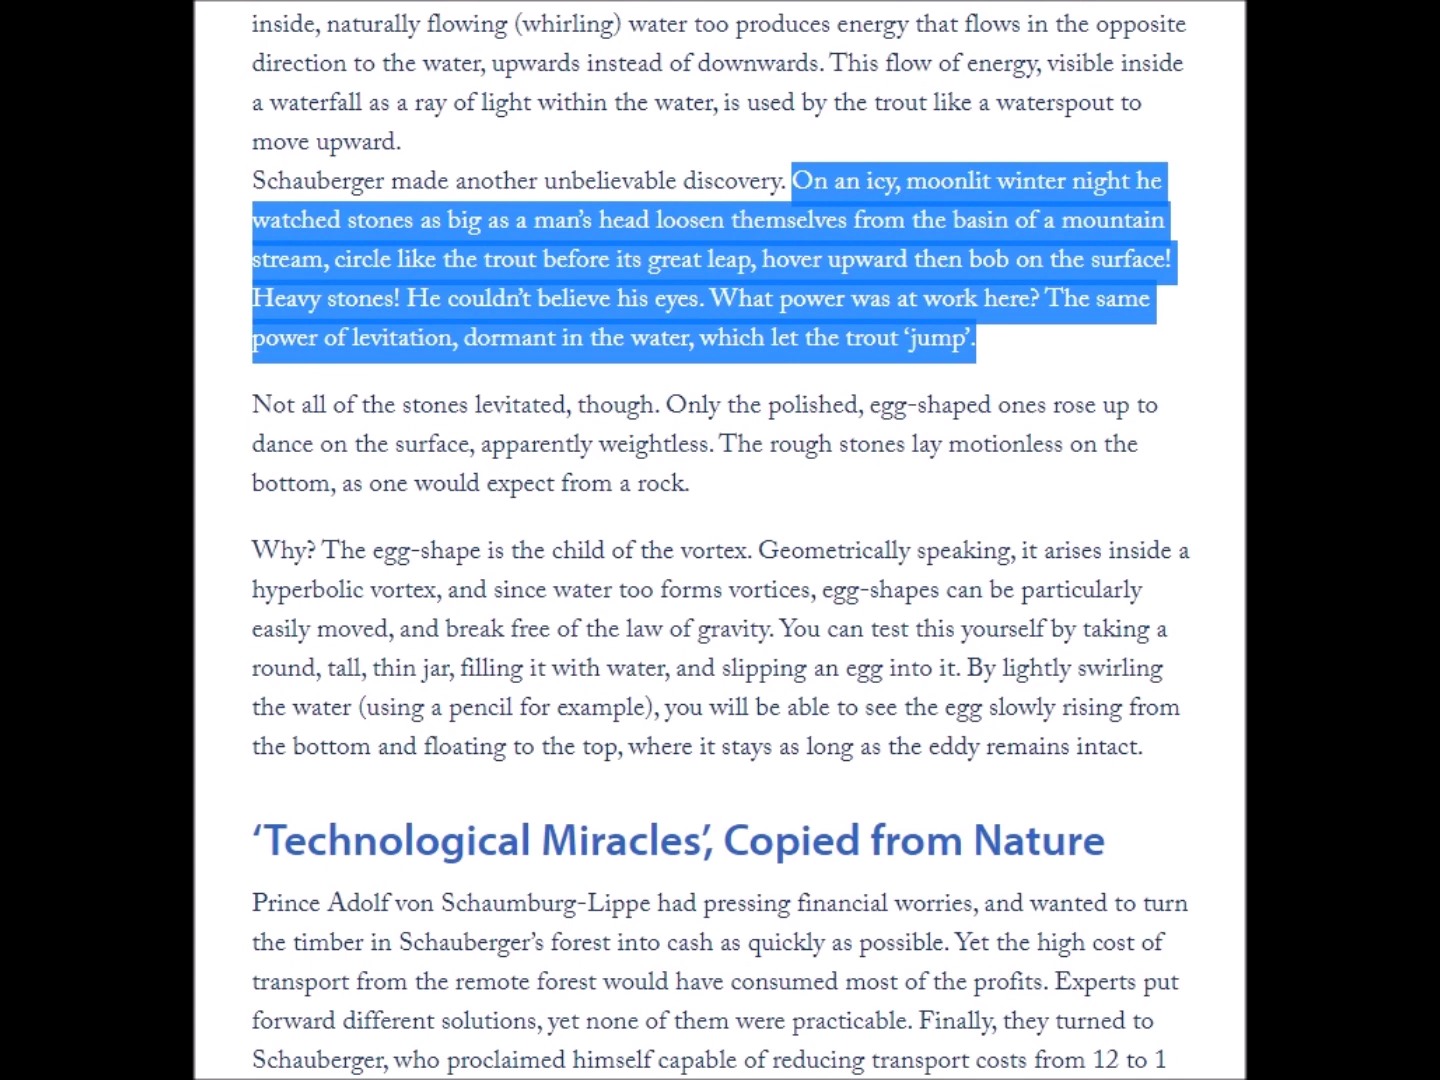 inside, naturally flowing (whirling) water too produces energy that flows in the opposite
direction to the water, upwards instead of downwards. This flow of energy, visible inside
a waterfall as a ray of light within the water, is used by the trout like a waterspout to
move upward.
Schauberger made another unbelievable discovery. On an icy, moonlit winter night he
watched stones as big as a man’s head loosen themselves from the basin of a mountain
stream, circle like the trout before its great leap, hover upward then bob on the surface!
Heavy stones! He couldn’t believe his eyes. What power was at work here? The same
power of levitation, dormant in the water, which let the trout ‘jump’.
Not all of the stones levitated, though. Only the polished, egg-shaped ones rose up to
dance on the surface, apparently weightless. The rough stones lay motionless on the
bottom, as one would expect from a rock.
Why? The egg-shape is the child of the vortex. Geometrically speaking, it arises inside a
hyperbolic vortex, and since water too forms vortices, egg-shapes can be particularly
easily moved, and break free of the law of gravity. You can test this yourself by taking a
round, tall, thin jar, filling it with water, and slipping an egg into it. By lightly swirling
the water (using a pencil for example), you will be able to see the egg slowly rising from
the bottom and floating to the top, where it stays as long as the eddy remains intact.
‘Technological Miracles’, Copied from Nature
Prince Adolf von Schaumburg-Lippe had pressing financial worries, and wanted to turn
the timber in Schauberger’s forest into cash as quickly as possible. Yet the high cost of
transport from the remote forest would have consumed most of the profits. Experts put
forward different solutions, yet none of them were practicable. Finally, they turned to
Schauberger, who proclaimed himself capable of reducing transport costs from 12 to 1